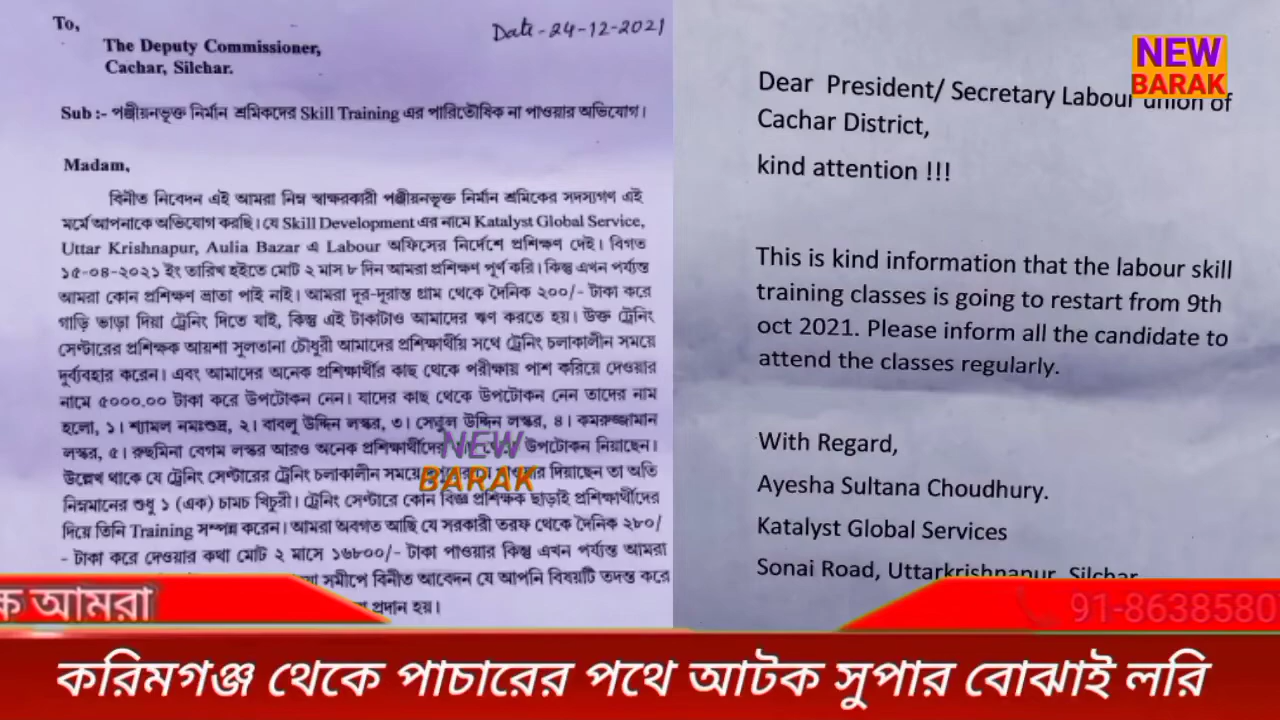 To,
Date-24-12-2021
The Deputy Commissioner,
Cachar, Silchar.
Sub :- পঞ্জীয়নভুক্ত নির্মান শ্রমিকদের Skill Training এর পারিতৌষিক না পাওয়ার অভিযোগ।
Madam,
বিনীত নিবেদন এই আমরা নিম্ন স্বাক্ষরকারী পঞ্জীয়নভুক্ত নির্মান শ্রমিকের সদস্যগণ এই
মর্মে আপনাকে অভিযোগ করছি। যে Skill Development এর নামে Katalyst Global Service,
Uttar Krishnapur, Aulia Bazar এ Labour অফিসের নির্দেশে প্রশিক্ষণ দেই। বিগত
১৫-০৪-২০২১ ইং তারিখ হইতে মোট ২ মাস ৮ দিন আমরা প্রশিক্ষণ পূর্ণ করি। কিন্তু এখন পর্য্যন্ত
আমরা কোন প্রশিক্ষণ ভ্রাতা পাই নাই। আমরা দূর-দূরান্ত গ্রাম থেকে দৈনিক ২০০/- টাকা করে
গাড়ি ভাড়া দিয়া ট্রেনিং দিতে যাই, কিন্তু এই টাকাটাও আমাদের ঋণ করতে হয়। উক্ত ট্রেনিং
সেন্টারের প্রশিক্ষক আয়শা সুলতানা চৌধুরী আমাদের প্রশিক্ষার্থীয় সথে ট্রেনিং চলাকালীন সময়ে
দুর্ব্যবহার করেন। এবং আমাদের অনেক প্রশিক্ষার্থীর কাছ থেকে পরীক্ষায় পাশ করিয়ে দেওয়ার
নামে ৫০০০.০০ টাকা করে উপটোকন নেন। যাদের কাছ থেকে উপটোকন নেন তাদের নাম
হলো, ১। শ্যামল নমঃশুদ্র, ২। বাবলু উদ্দিন লস্কর, ৩। সেবুল উদ্দিন লস্কর, ৪। কমরুজ্জামান
লস্কর, ৫। রুহুমিনা বেগম লস্কর আরও অনেক প্রশিক্ষার্থীদের থেকে উপটোকন নিয়াছেন।
উল্লেখ থাকে যে ট্রেনিং সেন্টারের ট্রেনিং চলাকালীন সময়ে দিয়াছেন তা অতি
নিম্নমানের শুধু ১ (এক) চামচ খিচুরী। ট্রেনিং সেন্টারে কোন বিজ্ঞ প্রশিক্ষক ছাড়াই প্রশিক্ষার্থীদের
দিয়ে তিনি Training সম্পন্ন করেন। আমরা অবগত আছি যে সরকারী তরফ থেকে দৈনিক ২৮০/
- টাকা করে দেওয়ার কথা মোট ২ মাসে ১৬৮০০/- টাকা পাওয়ার কিন্তু এখন পর্য্যন্ত আমরা
সমীপে বিনীত আবেদন যে আপনি বিষয়টি তদন্ত করে
প্রদান হয়।
NEW
BARAK
NEW
BARAK
Dear President/ Secretary Labour union of
Cachar District,
kind attention !!!
This is kind information that the labour skill
training classes is going to restart from 9th
oct 2021. Please inform all the candidate to
attend the classes regularly.
With Regard,
Ayesha Sultana Choudhury.
Katalyst Global Services
Sonai Road, Uttarkrishnapur, Silchar
আমরা
91-8638580
করিমগঞ্জ থেকে পাচারের পথে আটক সুপার বোঝাই লরি